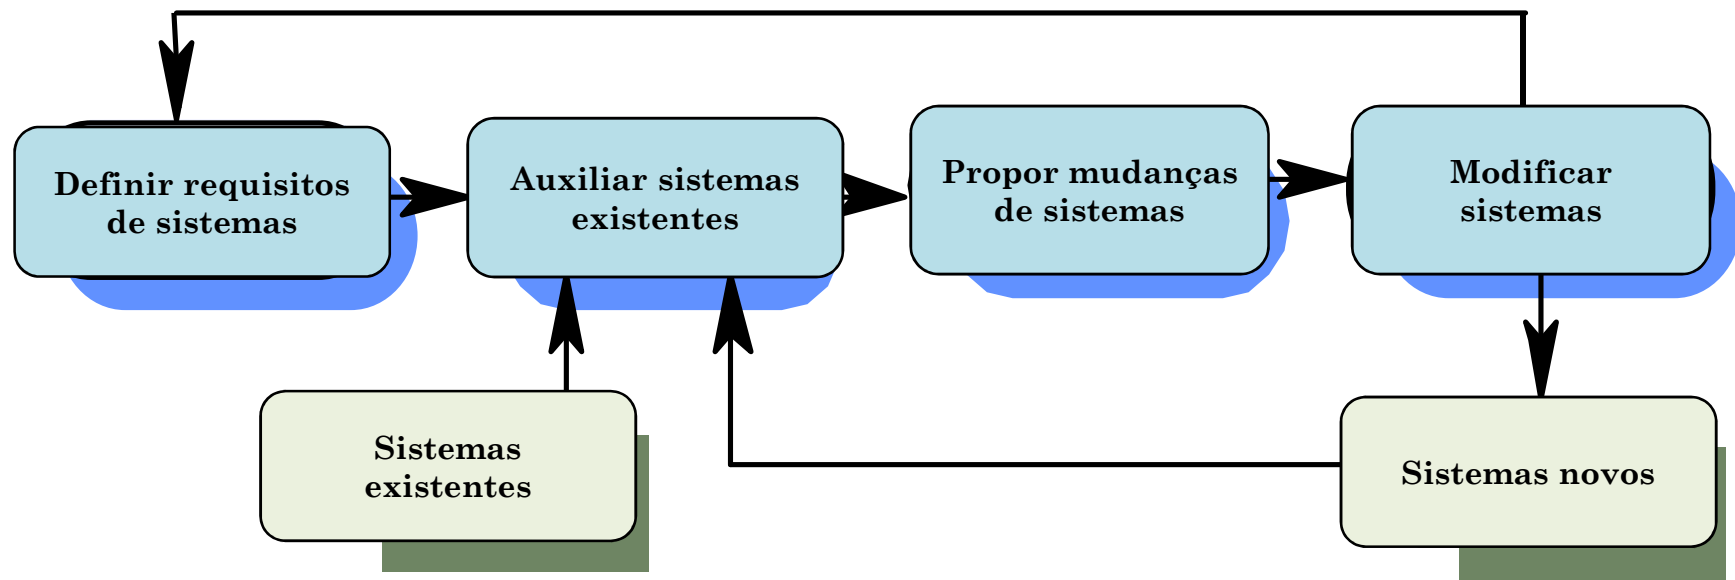 Definir requisitos
de sistemas
Auxiliar sistemas
existentes
Propor mudanças
de sistemas
Modificar
sistemas
Sistemas
existentes
Sistemas novos